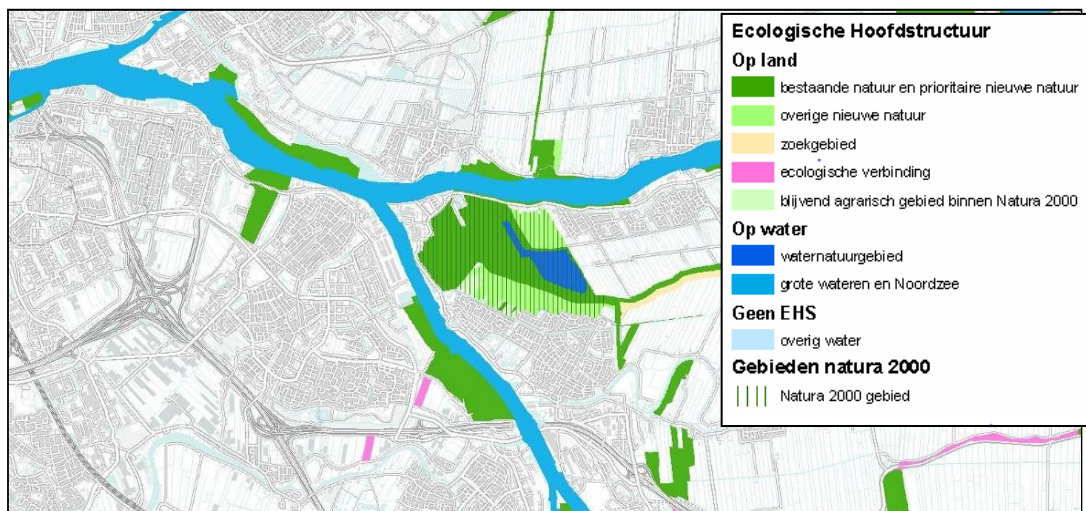 Ecologische Hoofdstructuur
Op land
bestaande natuur en prioritaire nieuwe natuur
overige nieuwe natuur
zoekgebied
ecologische verbinding
blijvend agrarisch gebied binnen Natura 2000
Op water
waternatuurgebied
grote wateren en Noordzee
Geen EHS
overig water
Gebieden natura 2000
Natura 2000 gebied